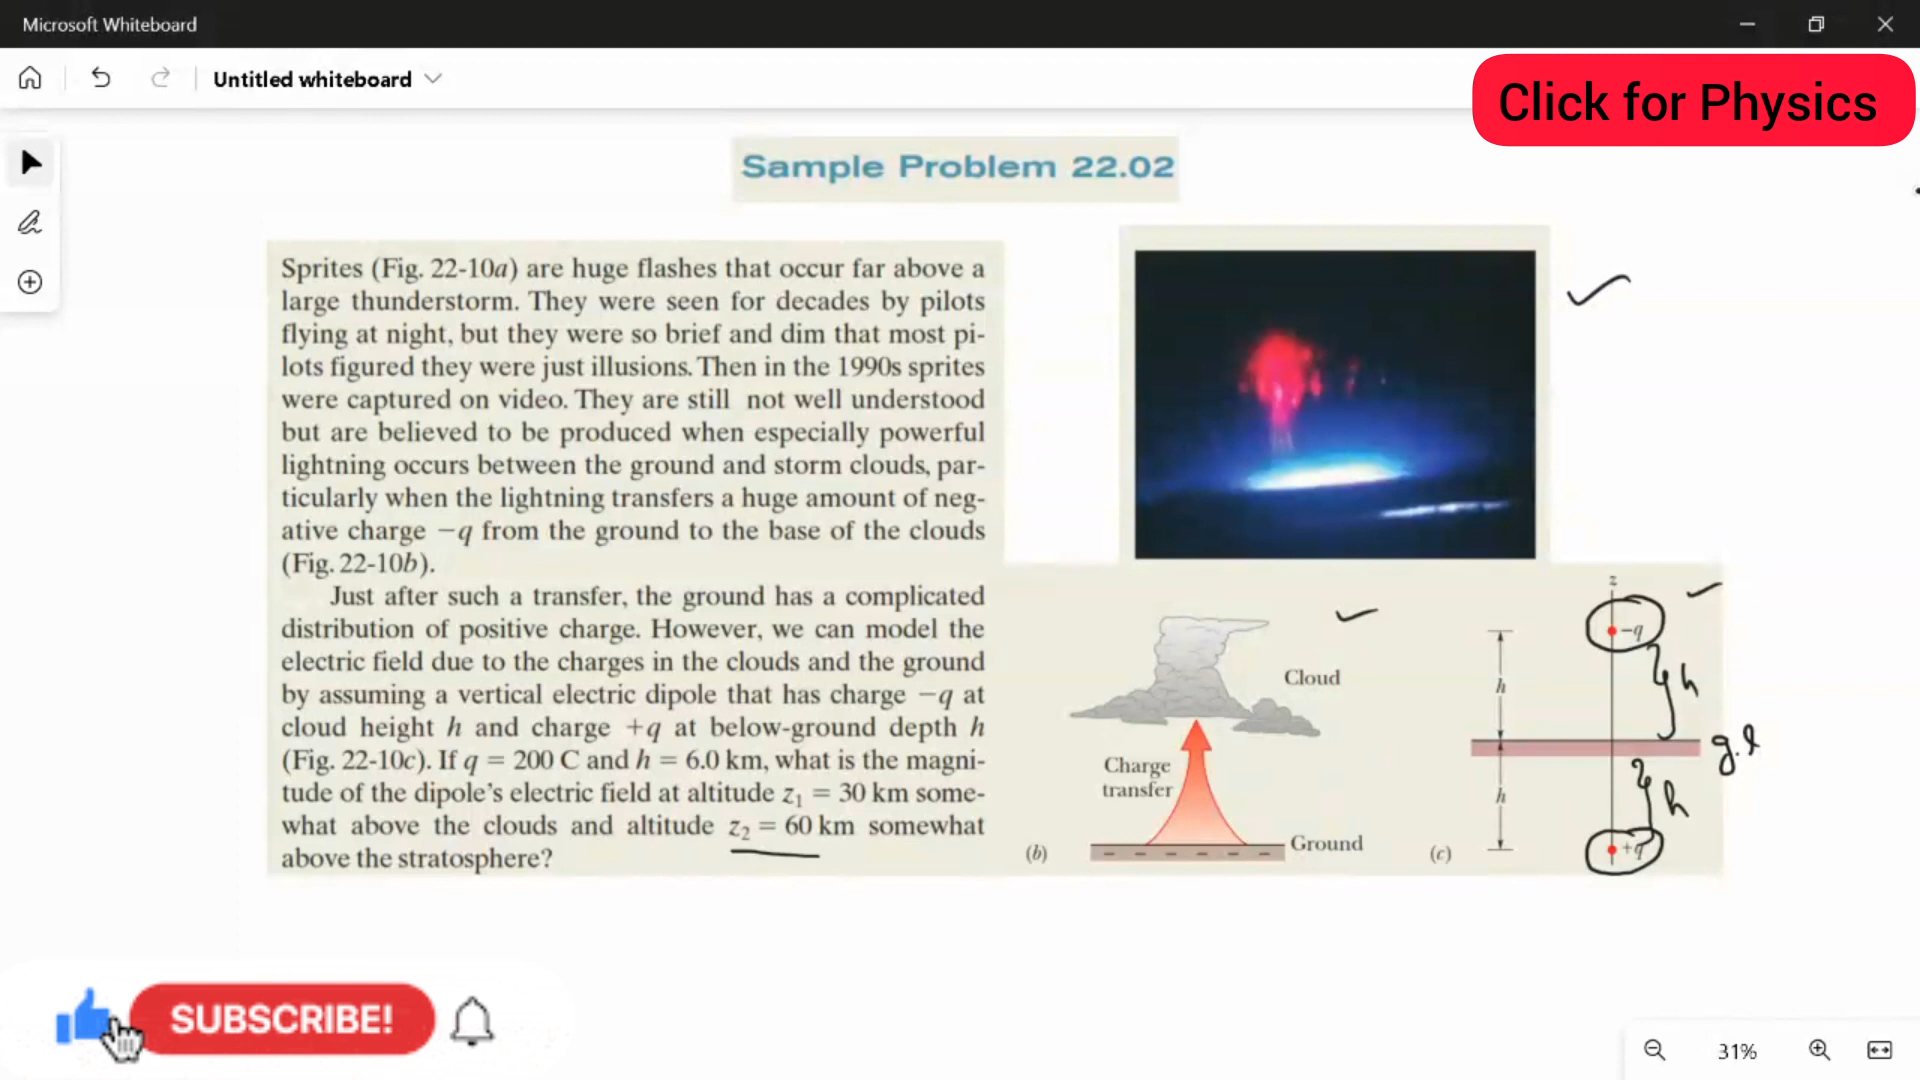 Microsoft Whiteboard
Untitled whiteboard
Click for Physics
Sample Problem 22.02
Sprites (Fig. 22-10a) are huge flashes that occur far above a
large thunderstorm. They were seen for decades by pilots
flying at night, but they were so brief and dim that most pi-
lots figured they were just illusions. Then in the 1990s sprites
were captured on video. They are still not well understood
but are believed to be produced when especially powerful
lightning occurs between the ground and storm clouds, par-
ticularly when the lightning transfers a huge amount of neg-
ative charge −q from the ground to the base of the clouds
(Fig. 22-10b).
Just after such a transfer, the ground has a complicated
distribution of positive charge. However, we can model the
electric field due to the charges in the clouds and the ground
by assuming a vertical electric dipole that has charge −q at
cloud height h and charge +q at below-ground depth h
(Fig. 22-10c). If q = 200 C and h = 6.0 km, what is the magni-
tude of the dipole's electric field at altitude z₁ = 30 km some-
what above the clouds and altitude z₂ = 60 km somewhat
above the stratosphere?
Cloud
Charge
transfer
Ground
(b)
z
−q
h
h
g.l
h
h
+q
(c)
SUBSCRIBE!
31%